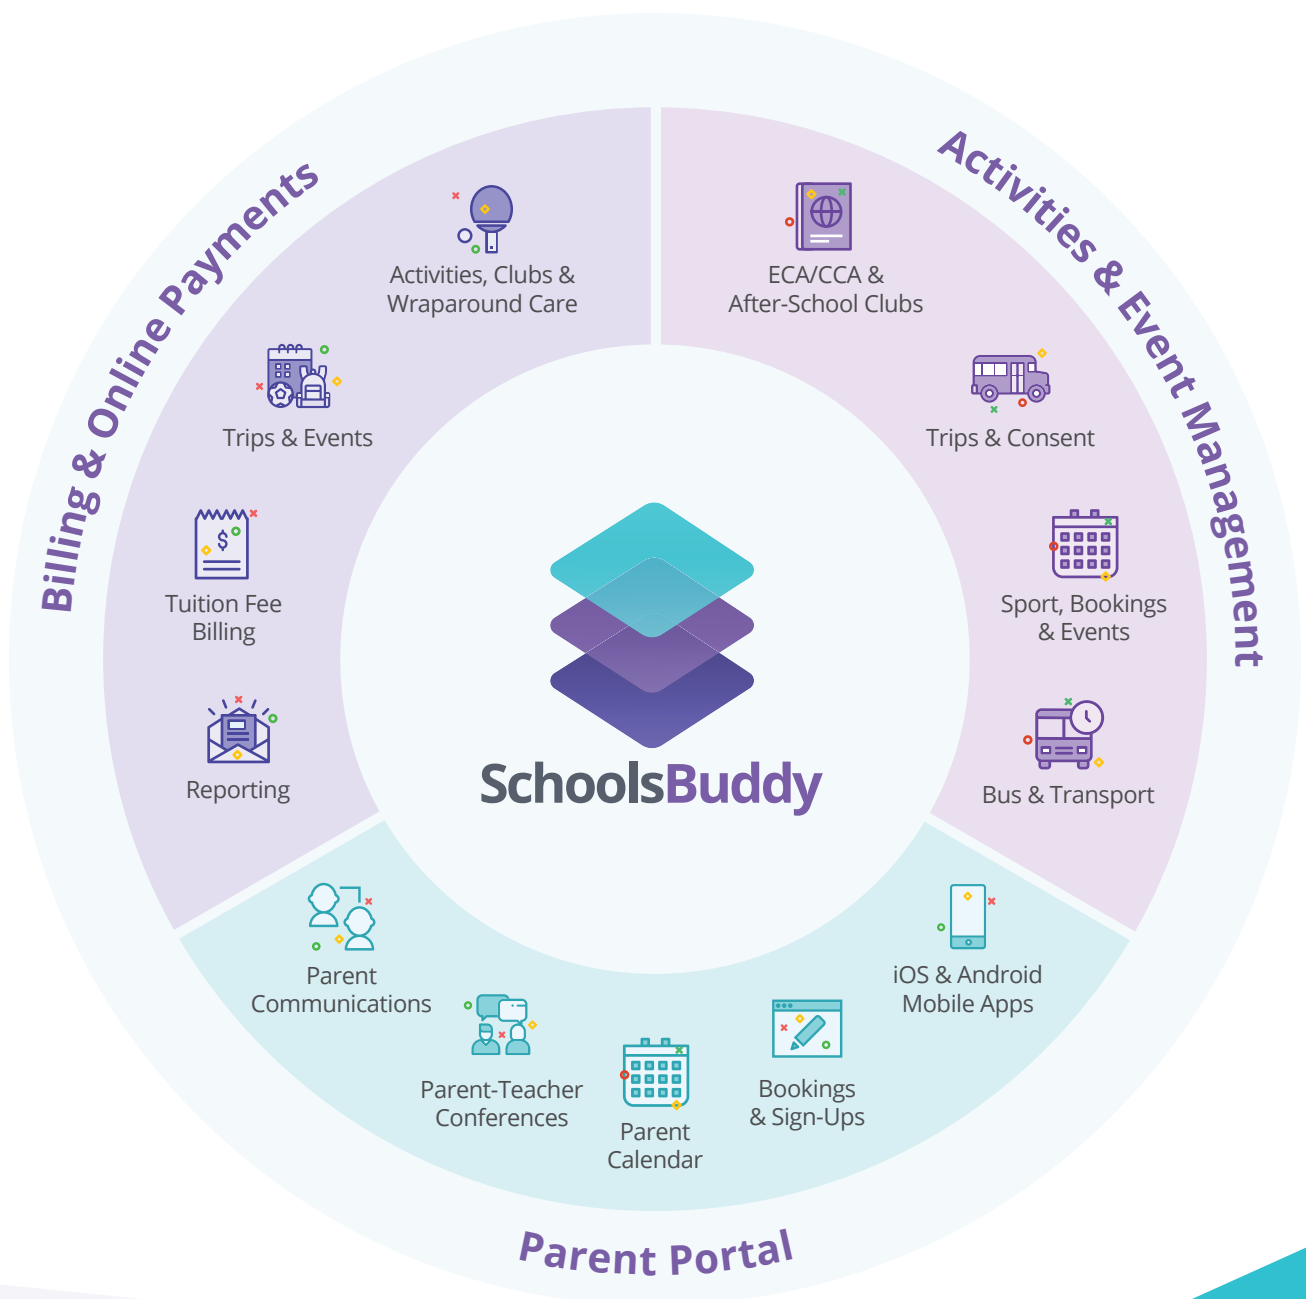 Billing & Online Payments
Activities, Clubs &
Wraparound Care
Trips & Events
Tuition Fee
Billing
$
Reporting
Activities & Event Management
ECA/CCA &
After-School Clubs
Trips & Consent
Sport, Bookings
& Events
Bus & Transport
SchoolsBuddy
Parent
Communications
Parent-Teacher
Conferences
Parent
Calendar
Bookings
& Sign-Ups
iOS & Android
Mobile Apps
Parent Portal